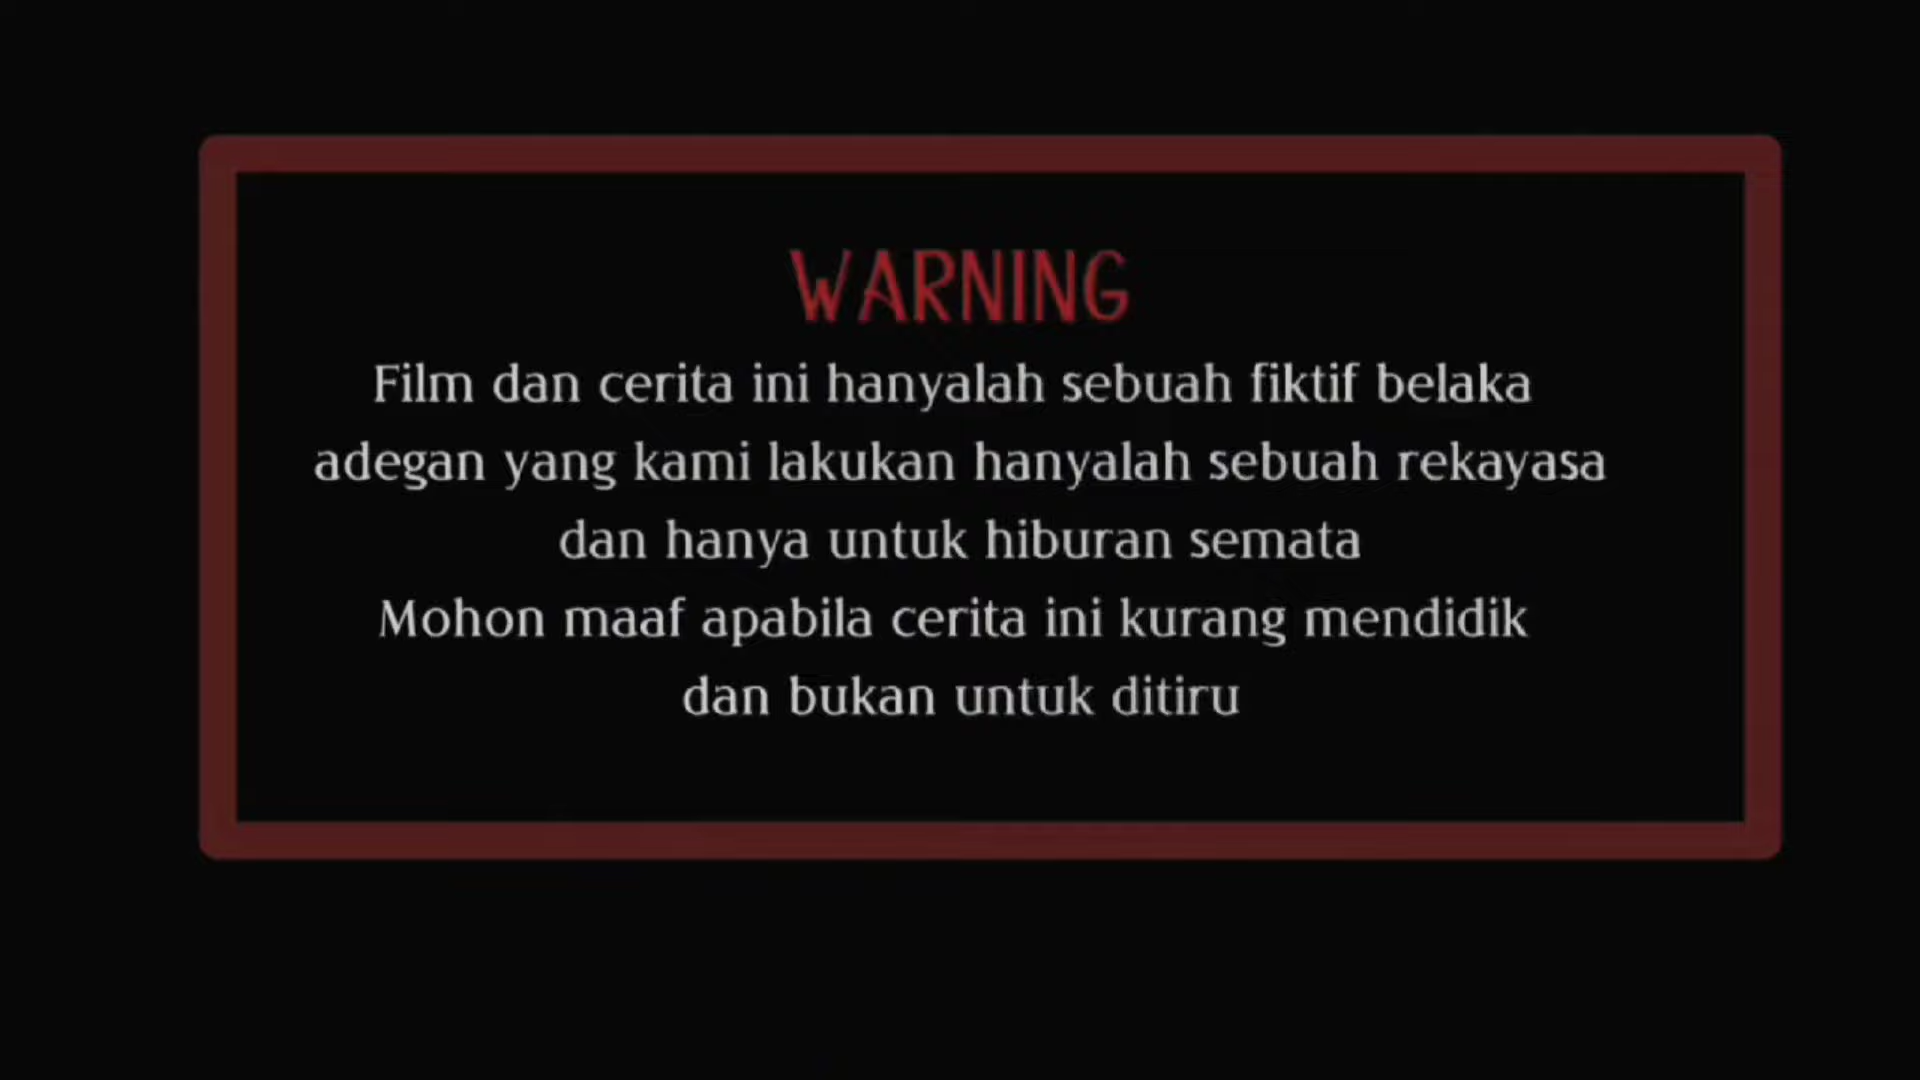 WARNING
Film dan cerita ini hanyalah sebuah fiktif belaka
adegan yang kami lakukan hanyalah sebuah rekayasa
dan hanya untuk hiburan semata
Mohon maaf apabila cerita ini kurang mendidik
dan bukan untuk ditiru